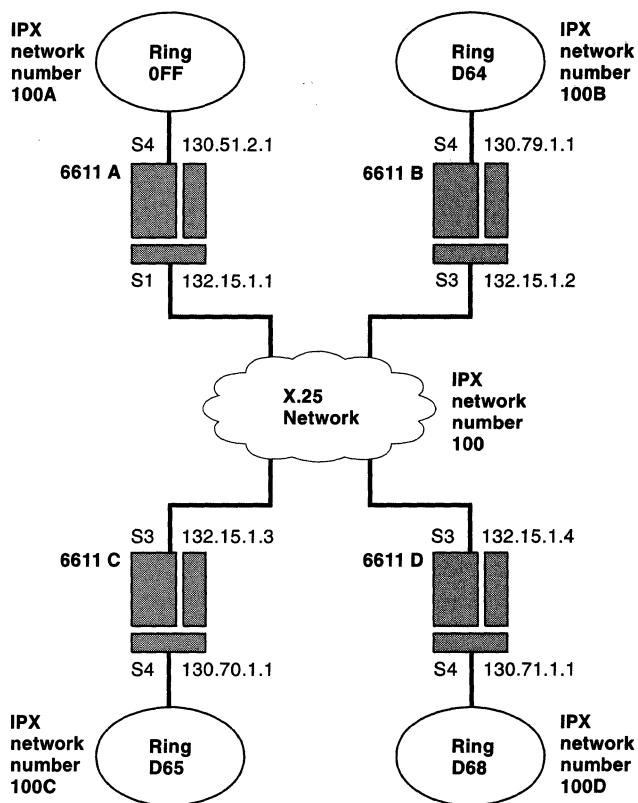 IPX
network
number
100A
Ring
0FF
Ring
D64
IPX
network
number
100B
S4 130.51.2.1
6611 A
S1 132.15.1.1
S4 130.79.1.1
6611 B
S3 132.15.1.2
X.25
Network
IPX
network
number
100
S3 132.15.1.3
6611 C
S4 130.70.1.1
S3 132.15.1.4
6611 D
S4 130.71.1.1
IPX
network
number
100C
Ring
D65
Ring
D68
IPX
network
number
100D